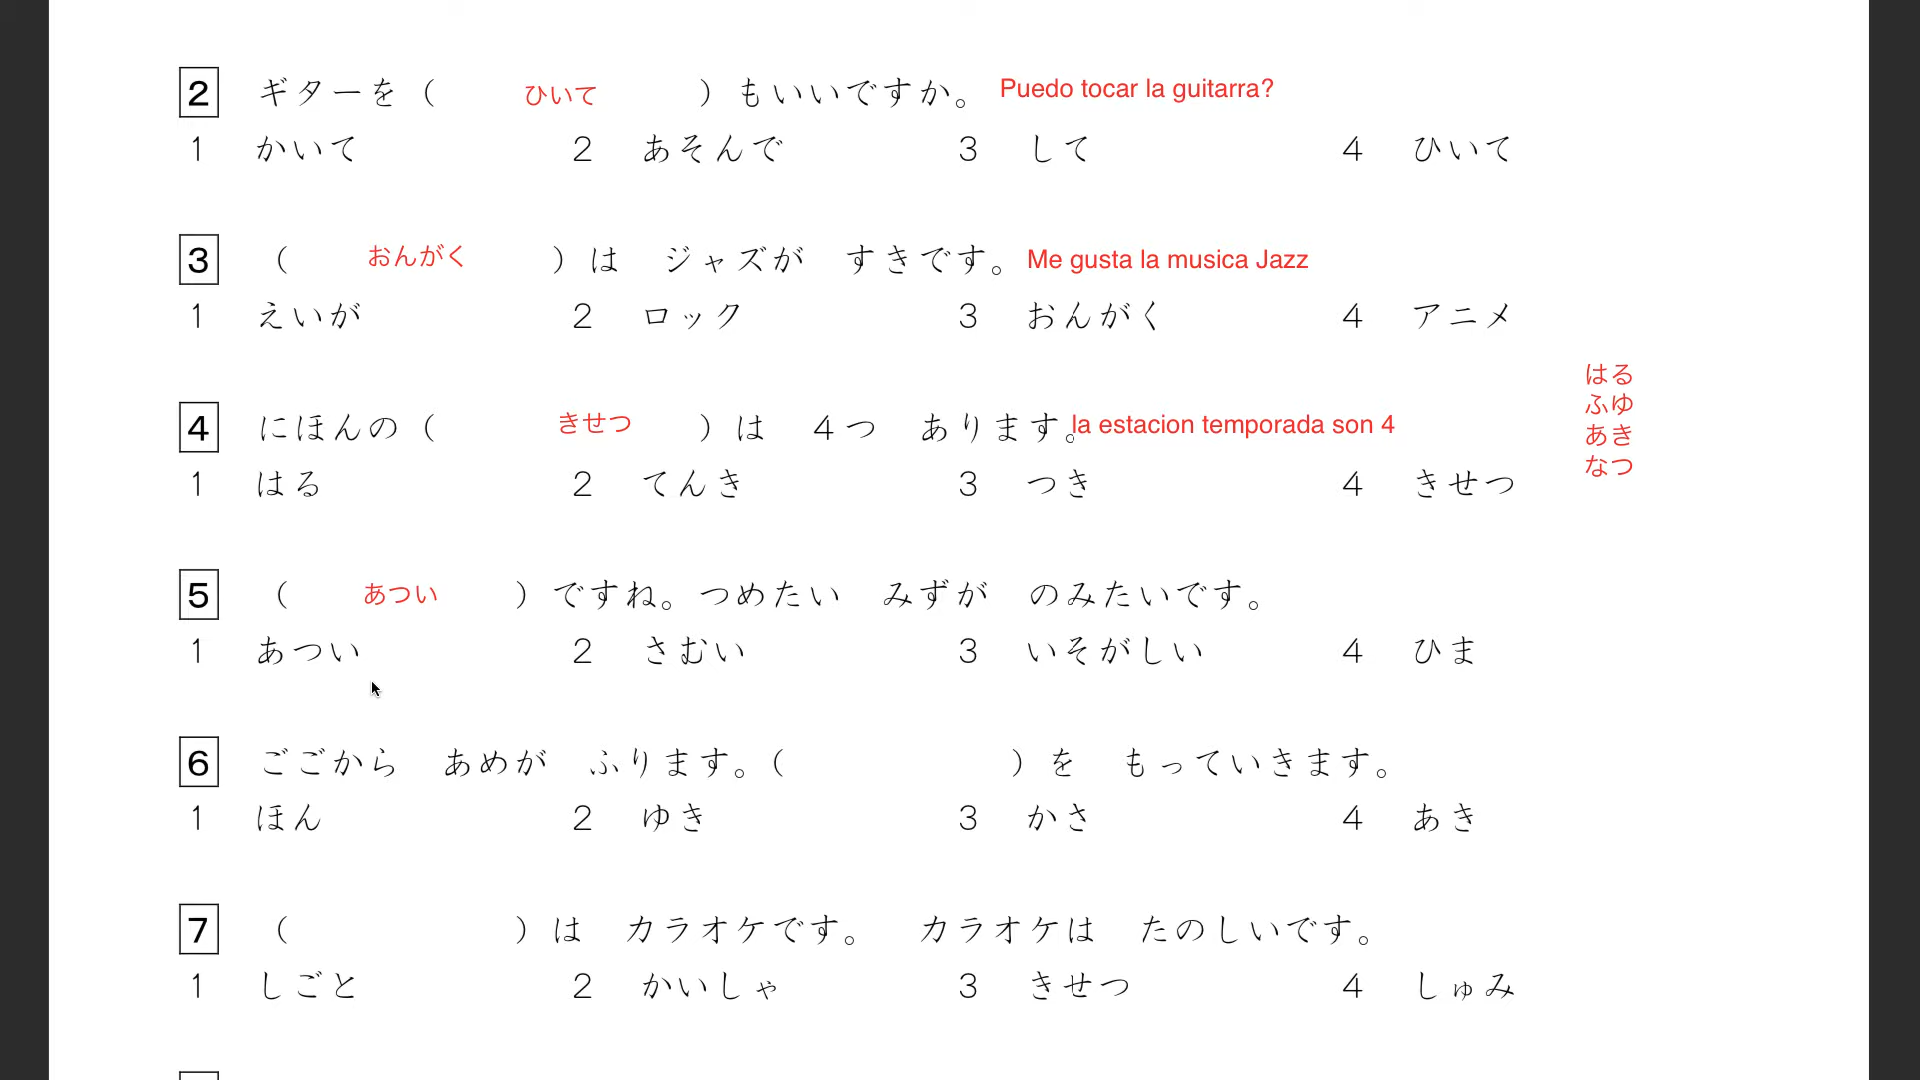 2 ギターを（ ひいて ）もいいですか。 Puedo tocar la guitarra?
1 かいて 2 あそんで 3 して 4 ひいて
3 （ おんがく ）は ジャズが すきです。 Me gusta la musica Jazz
1 えいが 2 ロック 3 おんがく 4 アニメ
はる
ふゆ
あき
なつ
4 にほんの（ きせつ ）は 4つ あります。la estacion temporada son 4
1 はる 2 てんき 3 つき 4 きせつ
5 （ あつい ）ですね。つめたい みずが のみたいです。
1 あつい 2 さむい 3 いそがしい 4 ひま
6 ごごから あめが ふります。（ ）を もっていきます。
1 ほん 2 ゆき 3 かさ 4 あき
7 （ ）は カラオケです。 カラオケは たのしいです。
1 しごと 2 かいしゃ 3 きせつ 4 しゅみ